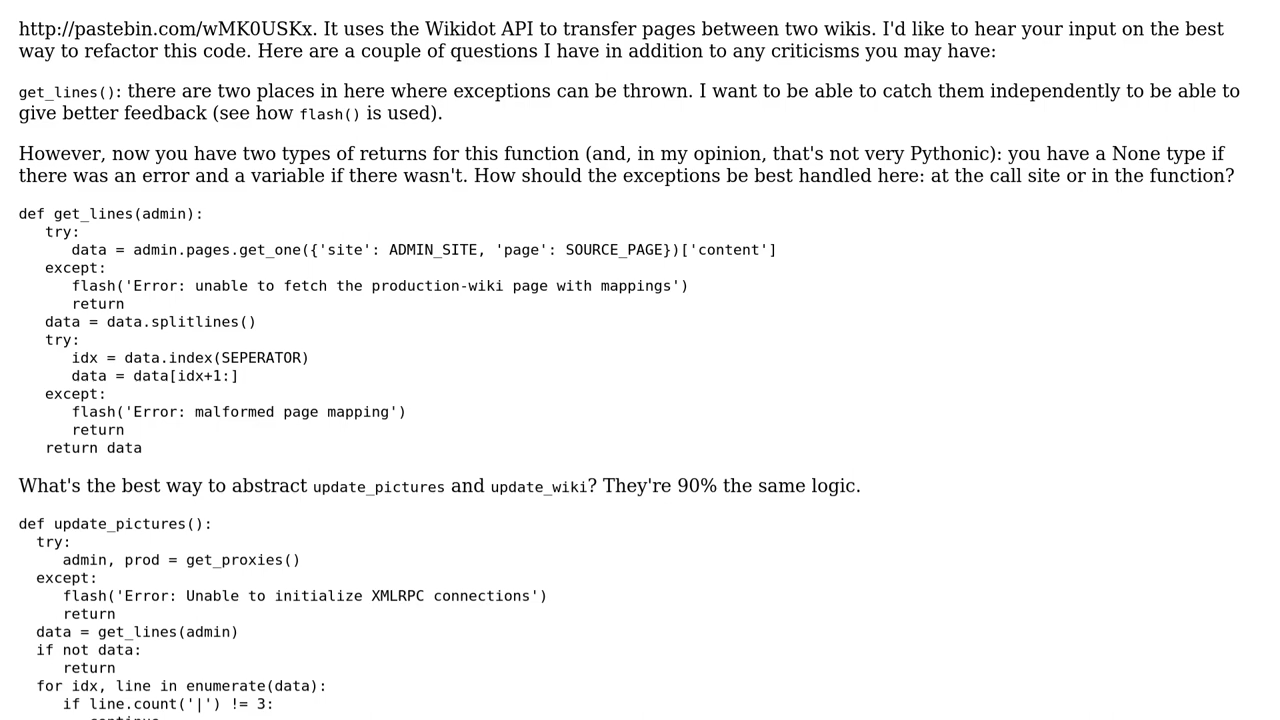 http://pastebin.com/wMK0USKx. It uses the Wikidot API to transfer pages between two wikis. I'd like to hear your input on the best
way to refactor this code. Here are a couple of questions I have in addition to any criticisms you may have:
get_lines(): there are two places in here where exceptions can be thrown. I want to be able to catch them independently to be able to
give better feedback (see how flash() is used).
However, now you have two types of returns for this function (and, in my opinion, that's not very Pythonic): you have a None type if
there was an error and a variable if there wasn't. How should the exceptions be best handled here: at the call site or in the function?
def get_lines(admin):
   try:
      data = admin.pages.get_one({'site': ADMIN_SITE, 'page': SOURCE_PAGE})['content']
   except:
      flash('Error: unable to fetch the production-wiki page with mappings')
      return
   data = data.splitlines()
   try:
      idx = data.index(SEPERATOR)
      data = data[idx+1:]
   except:
      flash('Error: malformed page mapping')
      return
   return data
What's the best way to abstract update_pictures and update_wiki? They're 90% the same logic.
def update_pictures():
  try:
     admin, prod = get_proxies()
  except:
     flash('Error: Unable to initialize XMLRPC connections')
     return
  data = get_lines(admin)
  if not data:
     return
  for idx, line in enumerate(data):
     if line.count('|') != 3: